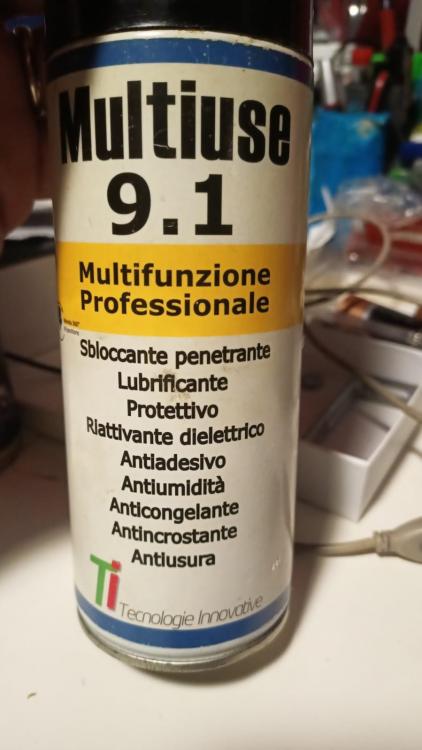 Multiuse
9.1
Multifunzione
Professionale
Sbloccante penetrante
Lubrificante
Protettivo
Riattivante dielettrico
Antiadesivo
Antiumidità
Anticongelante
Antincrostante
Antiusura
Ti Tecnologie Innovative